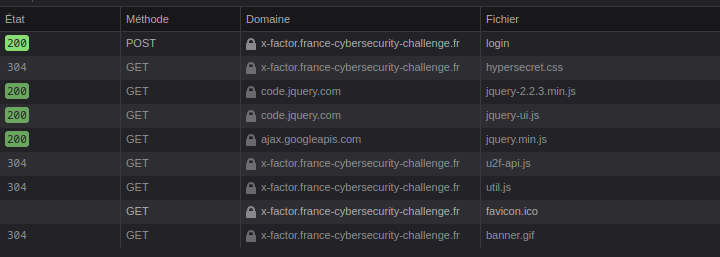 État Méthode Domaine Fichier
200 POST x-factor.france-cybersecurity-challenge.fr login
304 GET x-factor.france-cybersecurity-challenge.fr hypersecret.css
200 GET code.jquery.com jquery-2.2.3.min.js
200 GET code.jquery.com jquery-ui.js
200 GET ajax.googleapis.com jquery.min.js
304 GET x-factor.france-cybersecurity-challenge.fr u2f-api.js
304 GET x-factor.france-cybersecurity-challenge.fr util.js
GET x-factor.france-cybersecurity-challenge.fr favicon.ico
304 GET x-factor.france-cybersecurity-challenge.fr banner.gif